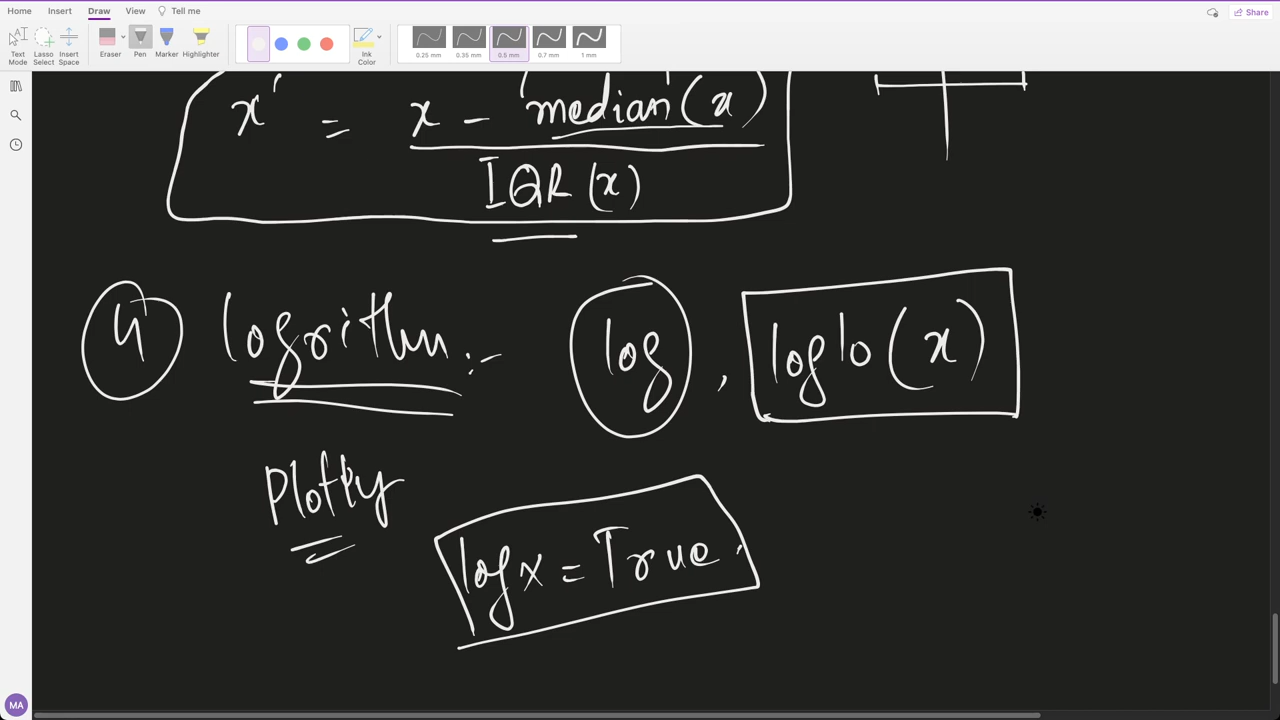 Home Insert Draw View Tell me Share
Text Mode Lasso Select Insert Space Eraser Pen Marker Highlighter Ink Color 0.25 mm 0.35 mm 0.5 mm 0.7 mm 1 mm
x' = x - median(x)
IQR(x)
4 logrithm:- log, loglo(x)
Plotly
logx = True
MA